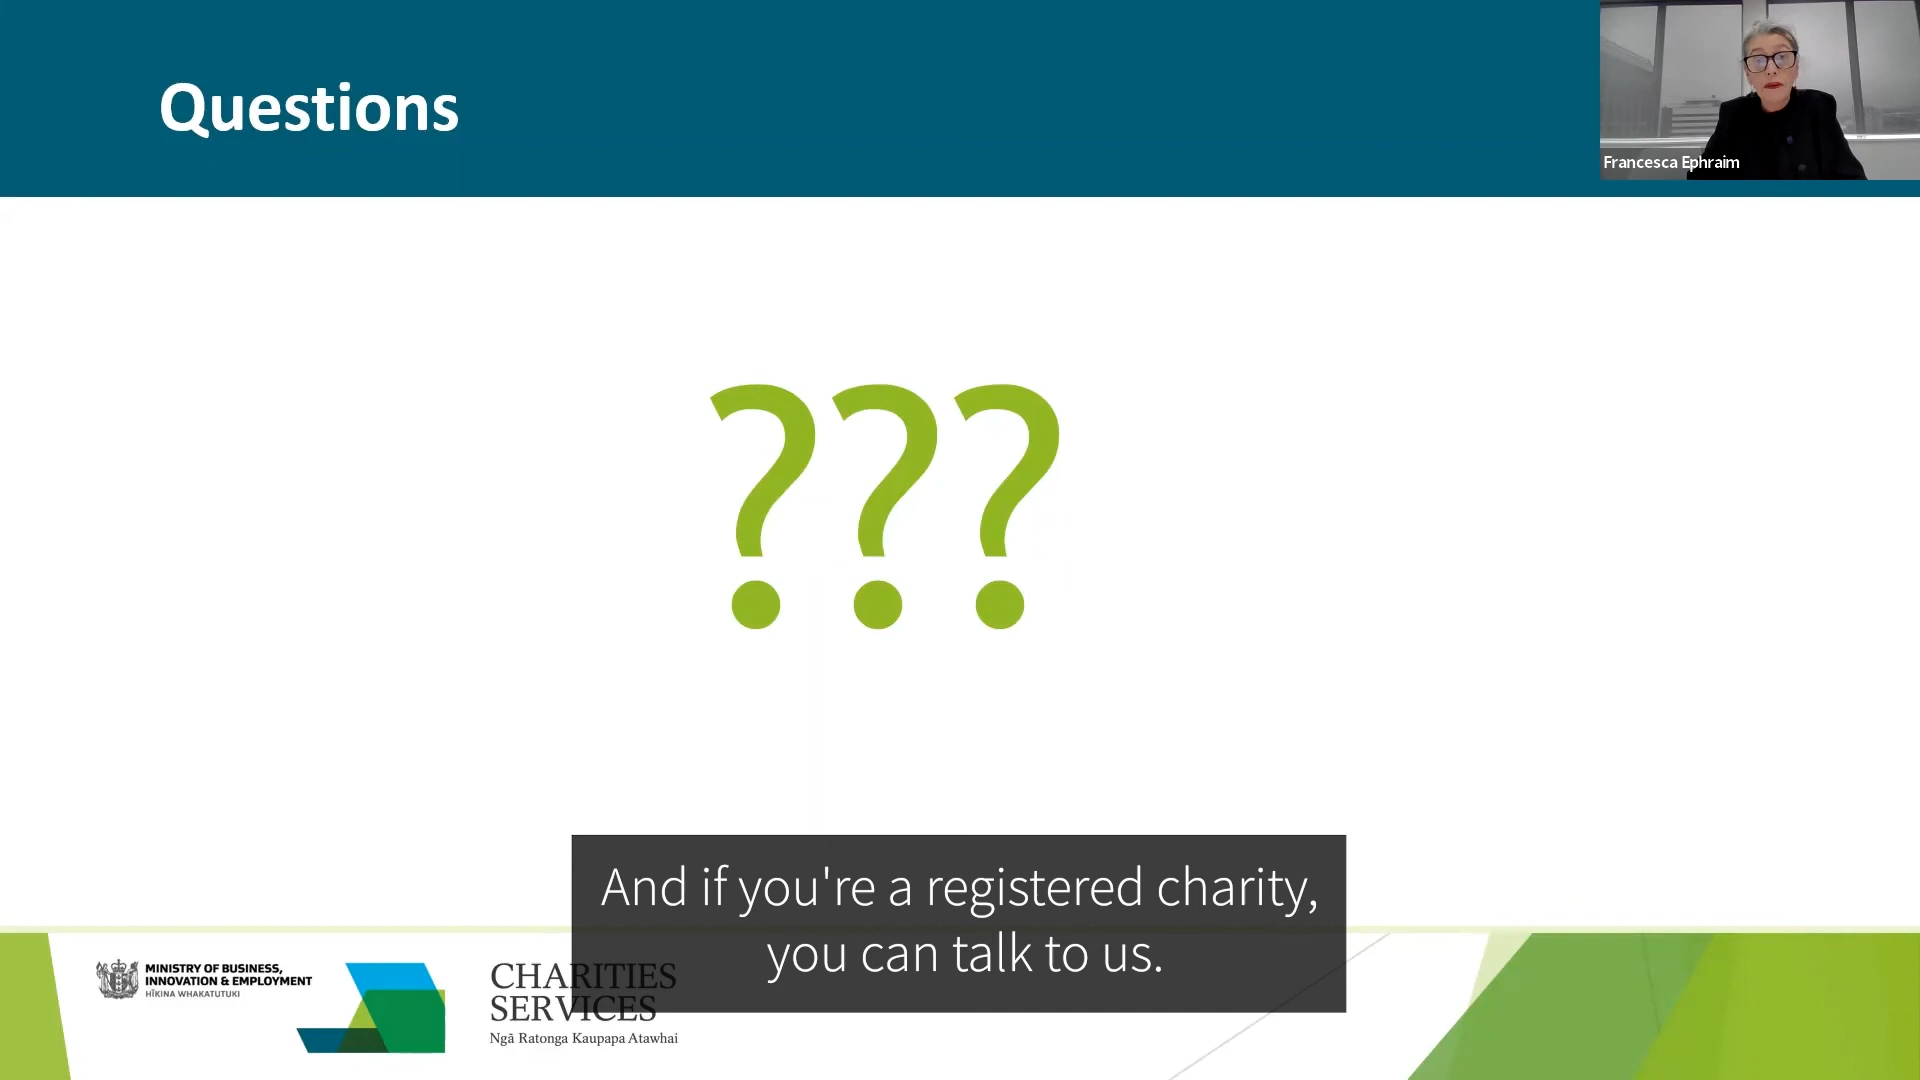 Questions
Francesca Ephraim
???
And if you're a registered charity,
you can talk to us.
MINISTRY OF BUSINESS,
INNOVATION & EMPLOYMENT
HĪKINA WHAKATUTUKI
CHARITIES
SERVICES
Ngā Ratonga Kaupapa Atawhai